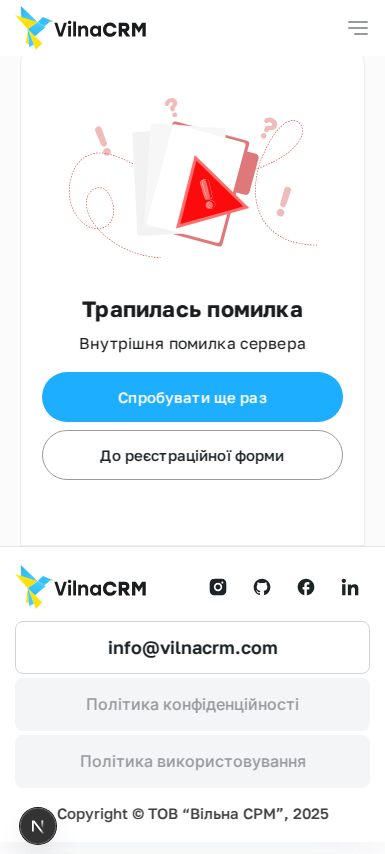 VilnaCRM
Трапилась помилка
Внутрішня помилка сервера
Спробувати ще раз
До реєстраційної форми
VilnaCRM
info@vilnacrm.com
Політика конфіденційності
Політика використовування
Copyright © ТОВ “Вільна СРМ”, 2025
N